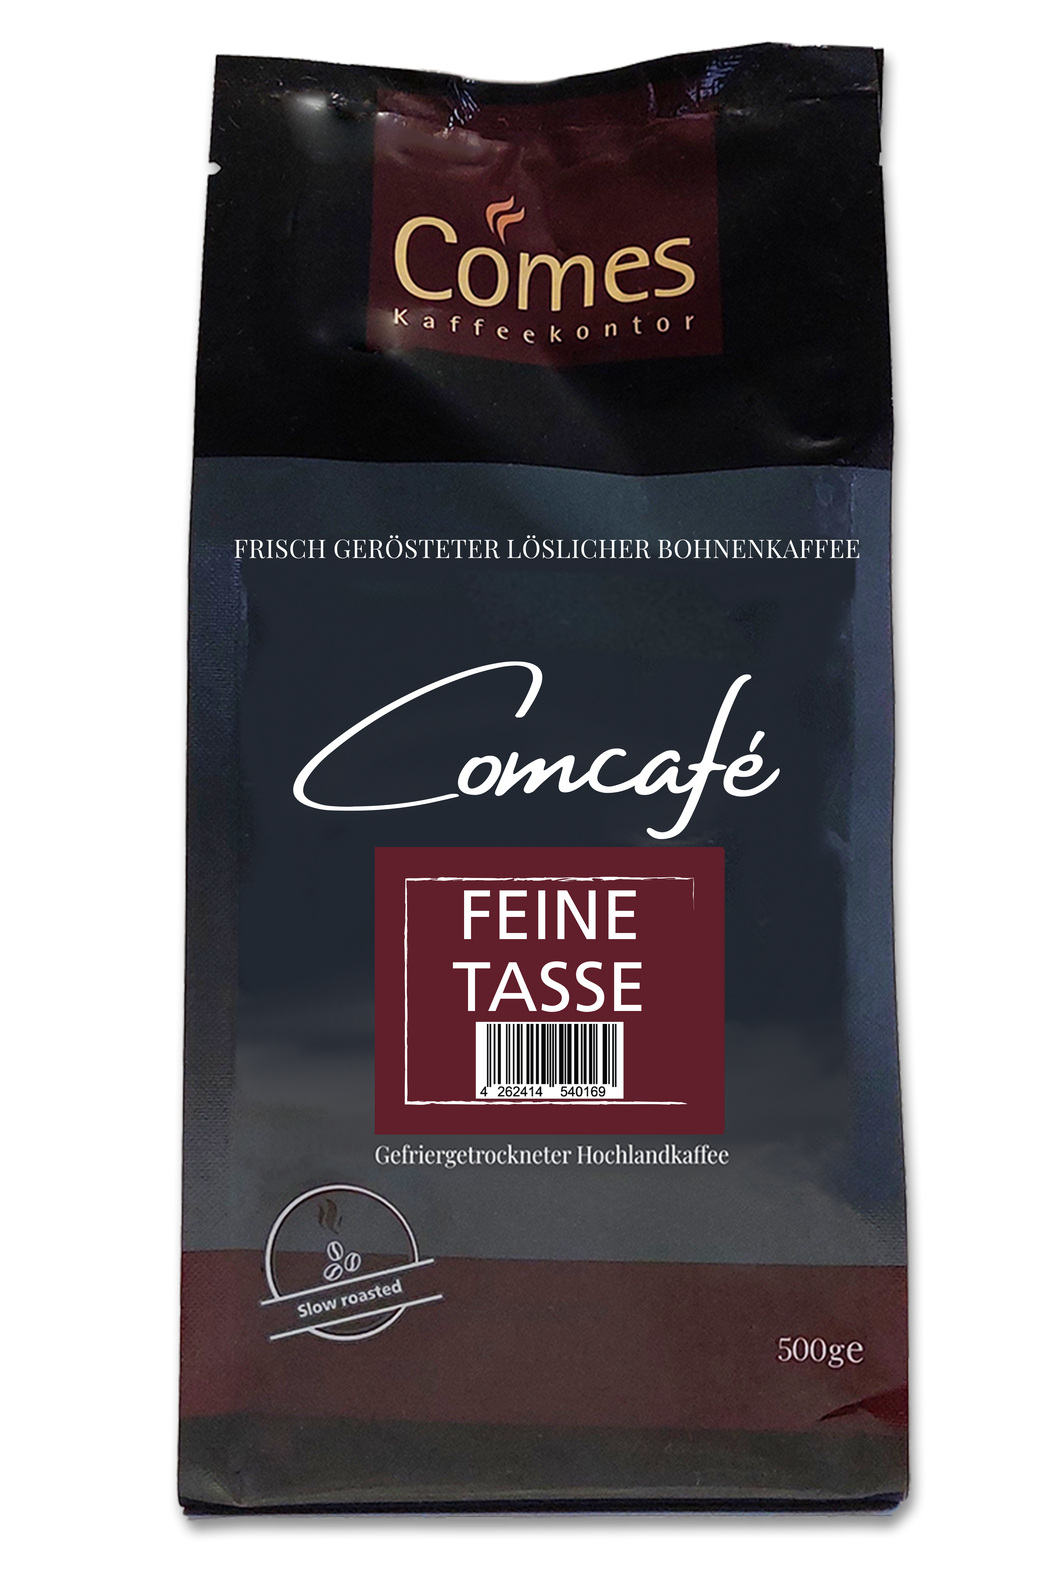 Comes
Kaffeekontor
FRISCH GERÖSTETER LÖSLICHER BOHNENKAFFEE
Comcafé
FEINE
TASSE
4 262414 540169
Gefriergetrockneter Hochlandkaffee
Slow roasted
500ge